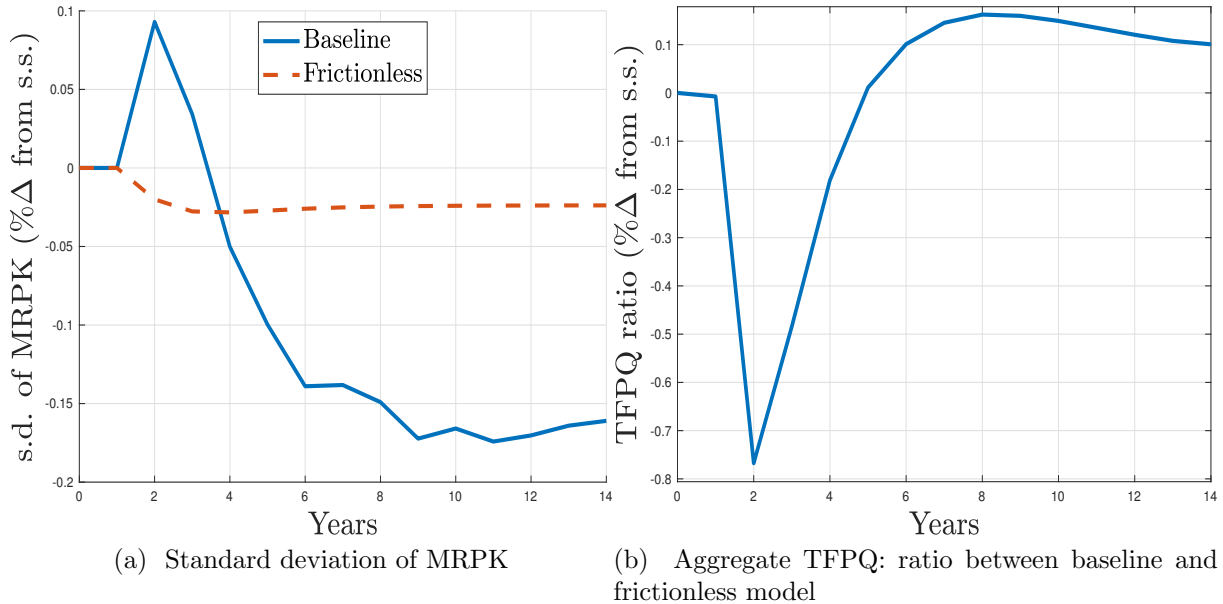 s.d. of MRPK (%Δ from s.s.)
0.1
0.05
0
-0.05
-0.1
-0.15
-0.2
Baseline
Frictionless
0 2 4 6 8 10 12 14
Years
(a) Standard deviation of MRPK
TFPQ ratio (%Δ from s.s.)
0.1
0
-0.1
-0.2
-0.3
-0.4
-0.5
-0.6
-0.7
-0.8
0 2 4 6 8 10 12 14
Years
(b) Aggregate TFPQ: ratio between baseline and
frictionless model